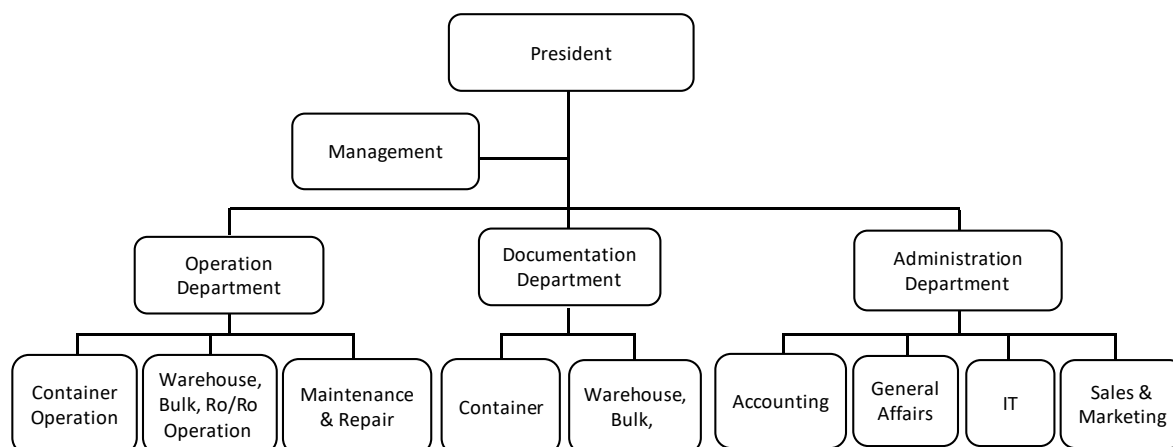 President
Management
Operation
Department
Documentation
Department
Administration
Department
Container
Operation
Warehouse,
Bulk, Ro/Ro
Operation
Maintenance
& Repair
Container
Warehouse,
Bulk,
Accounting
General
Affairs
IT
Sales &
Marketing